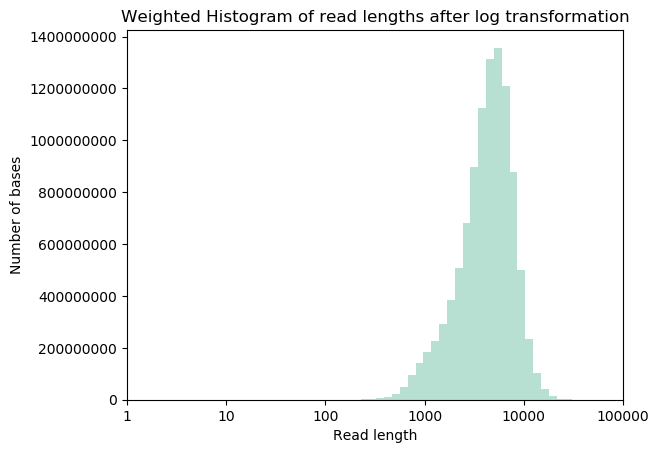 Weighted Histogram of read lengths after log transformation
1400000000
1200000000
1000000000
800000000
600000000
400000000
200000000
0
Number of bases
1 10 100 1000 10000 100000
Read length